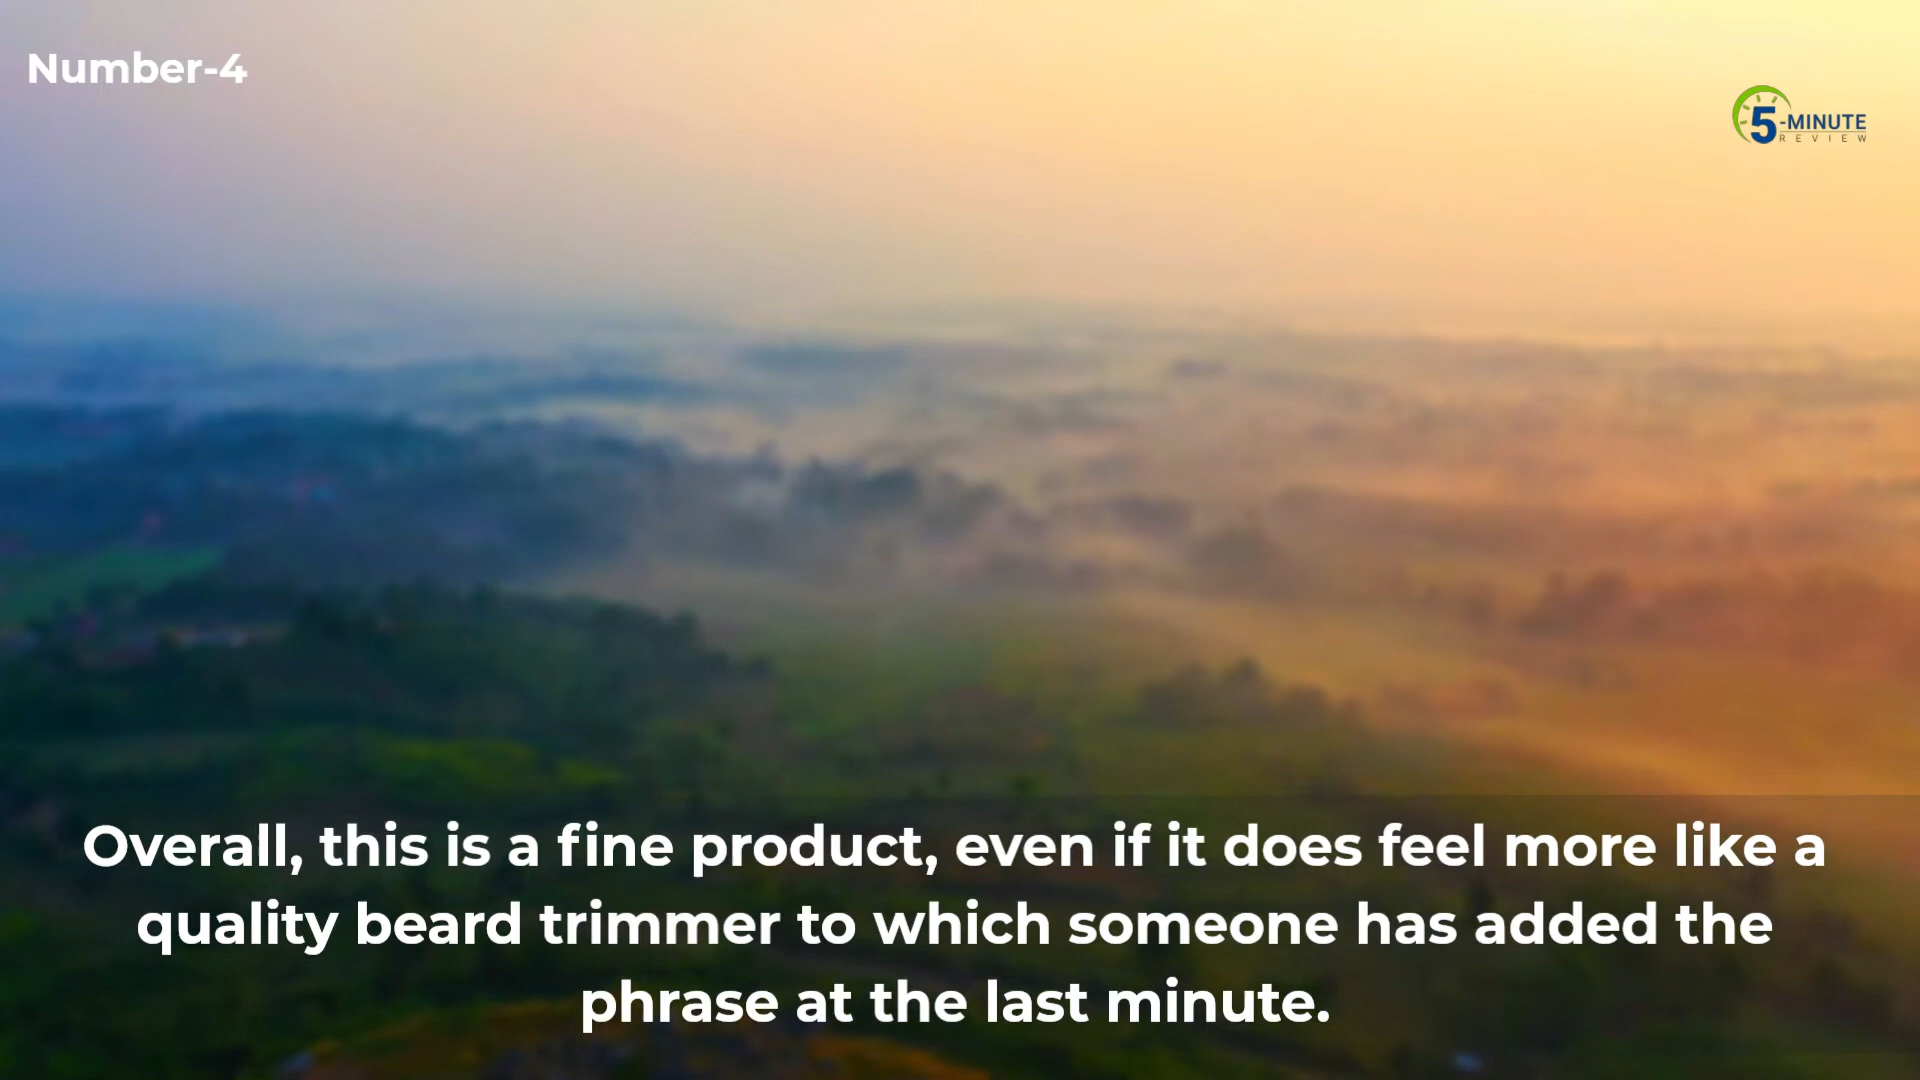 Number-4
5-MINUTE
REVIEW
Overall, this is a fine product, even if it does feel more like a
quality beard trimmer to which someone has added the
phrase at the last minute.